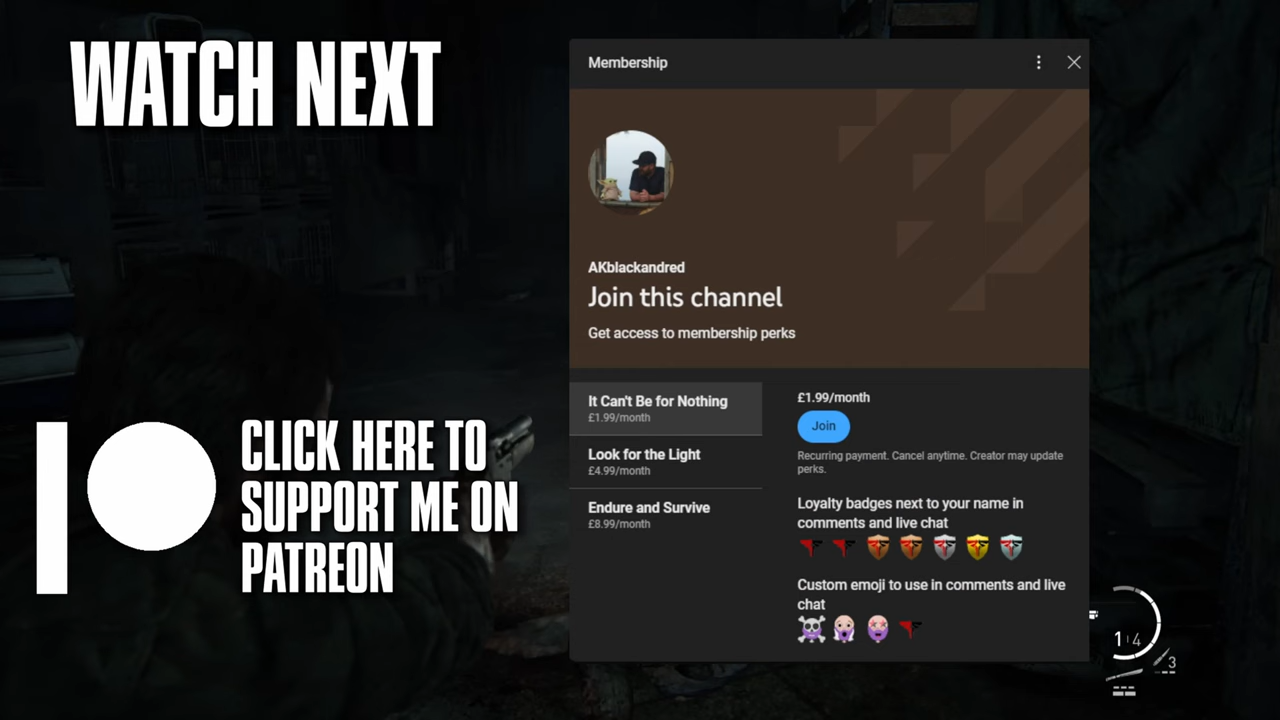 WATCH NEXT
CLICK HERE TO
SUPPORT ME ON
PATREON
Membership
AKblackandred
Join this channel
Get access to membership perks
It Can't Be for Nothing
£1.99/month
Look for the Light
£4.99/month
Endure and Survive
£8.99/month
£1.99/month
Join
Recurring payment. Cancel anytime. Creator may update
perks.
Loyalty badges next to your name in
comments and live chat
Custom emoji to use in comments and live
chat
1 4
3